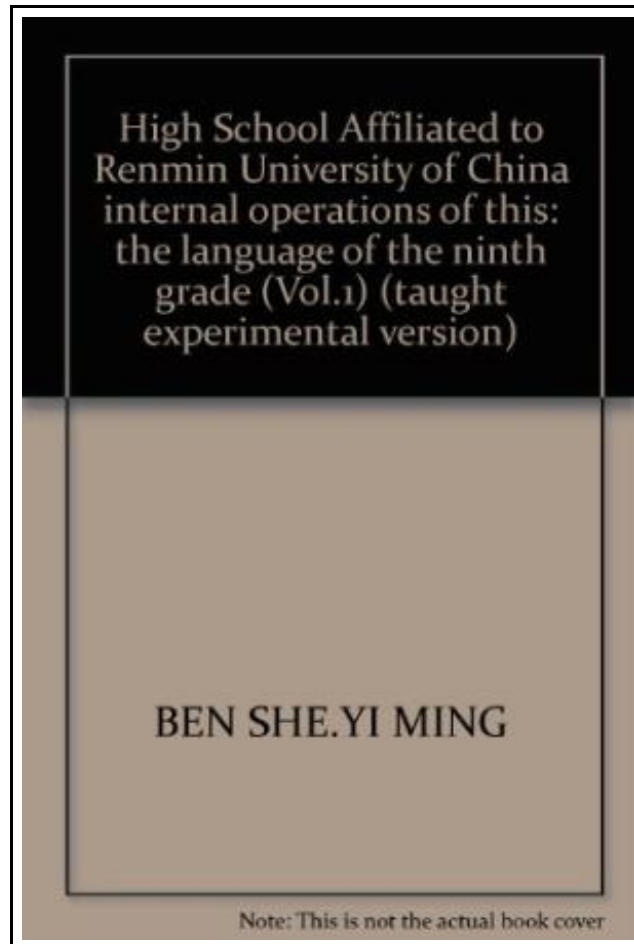 High School Affiliated to
Renmin University of China
internal operations of this:
the language of the ninth
grade (Vol.1) (taught
experimental version)
BEN SHE.YI MING
Note: This is not the actual book cover